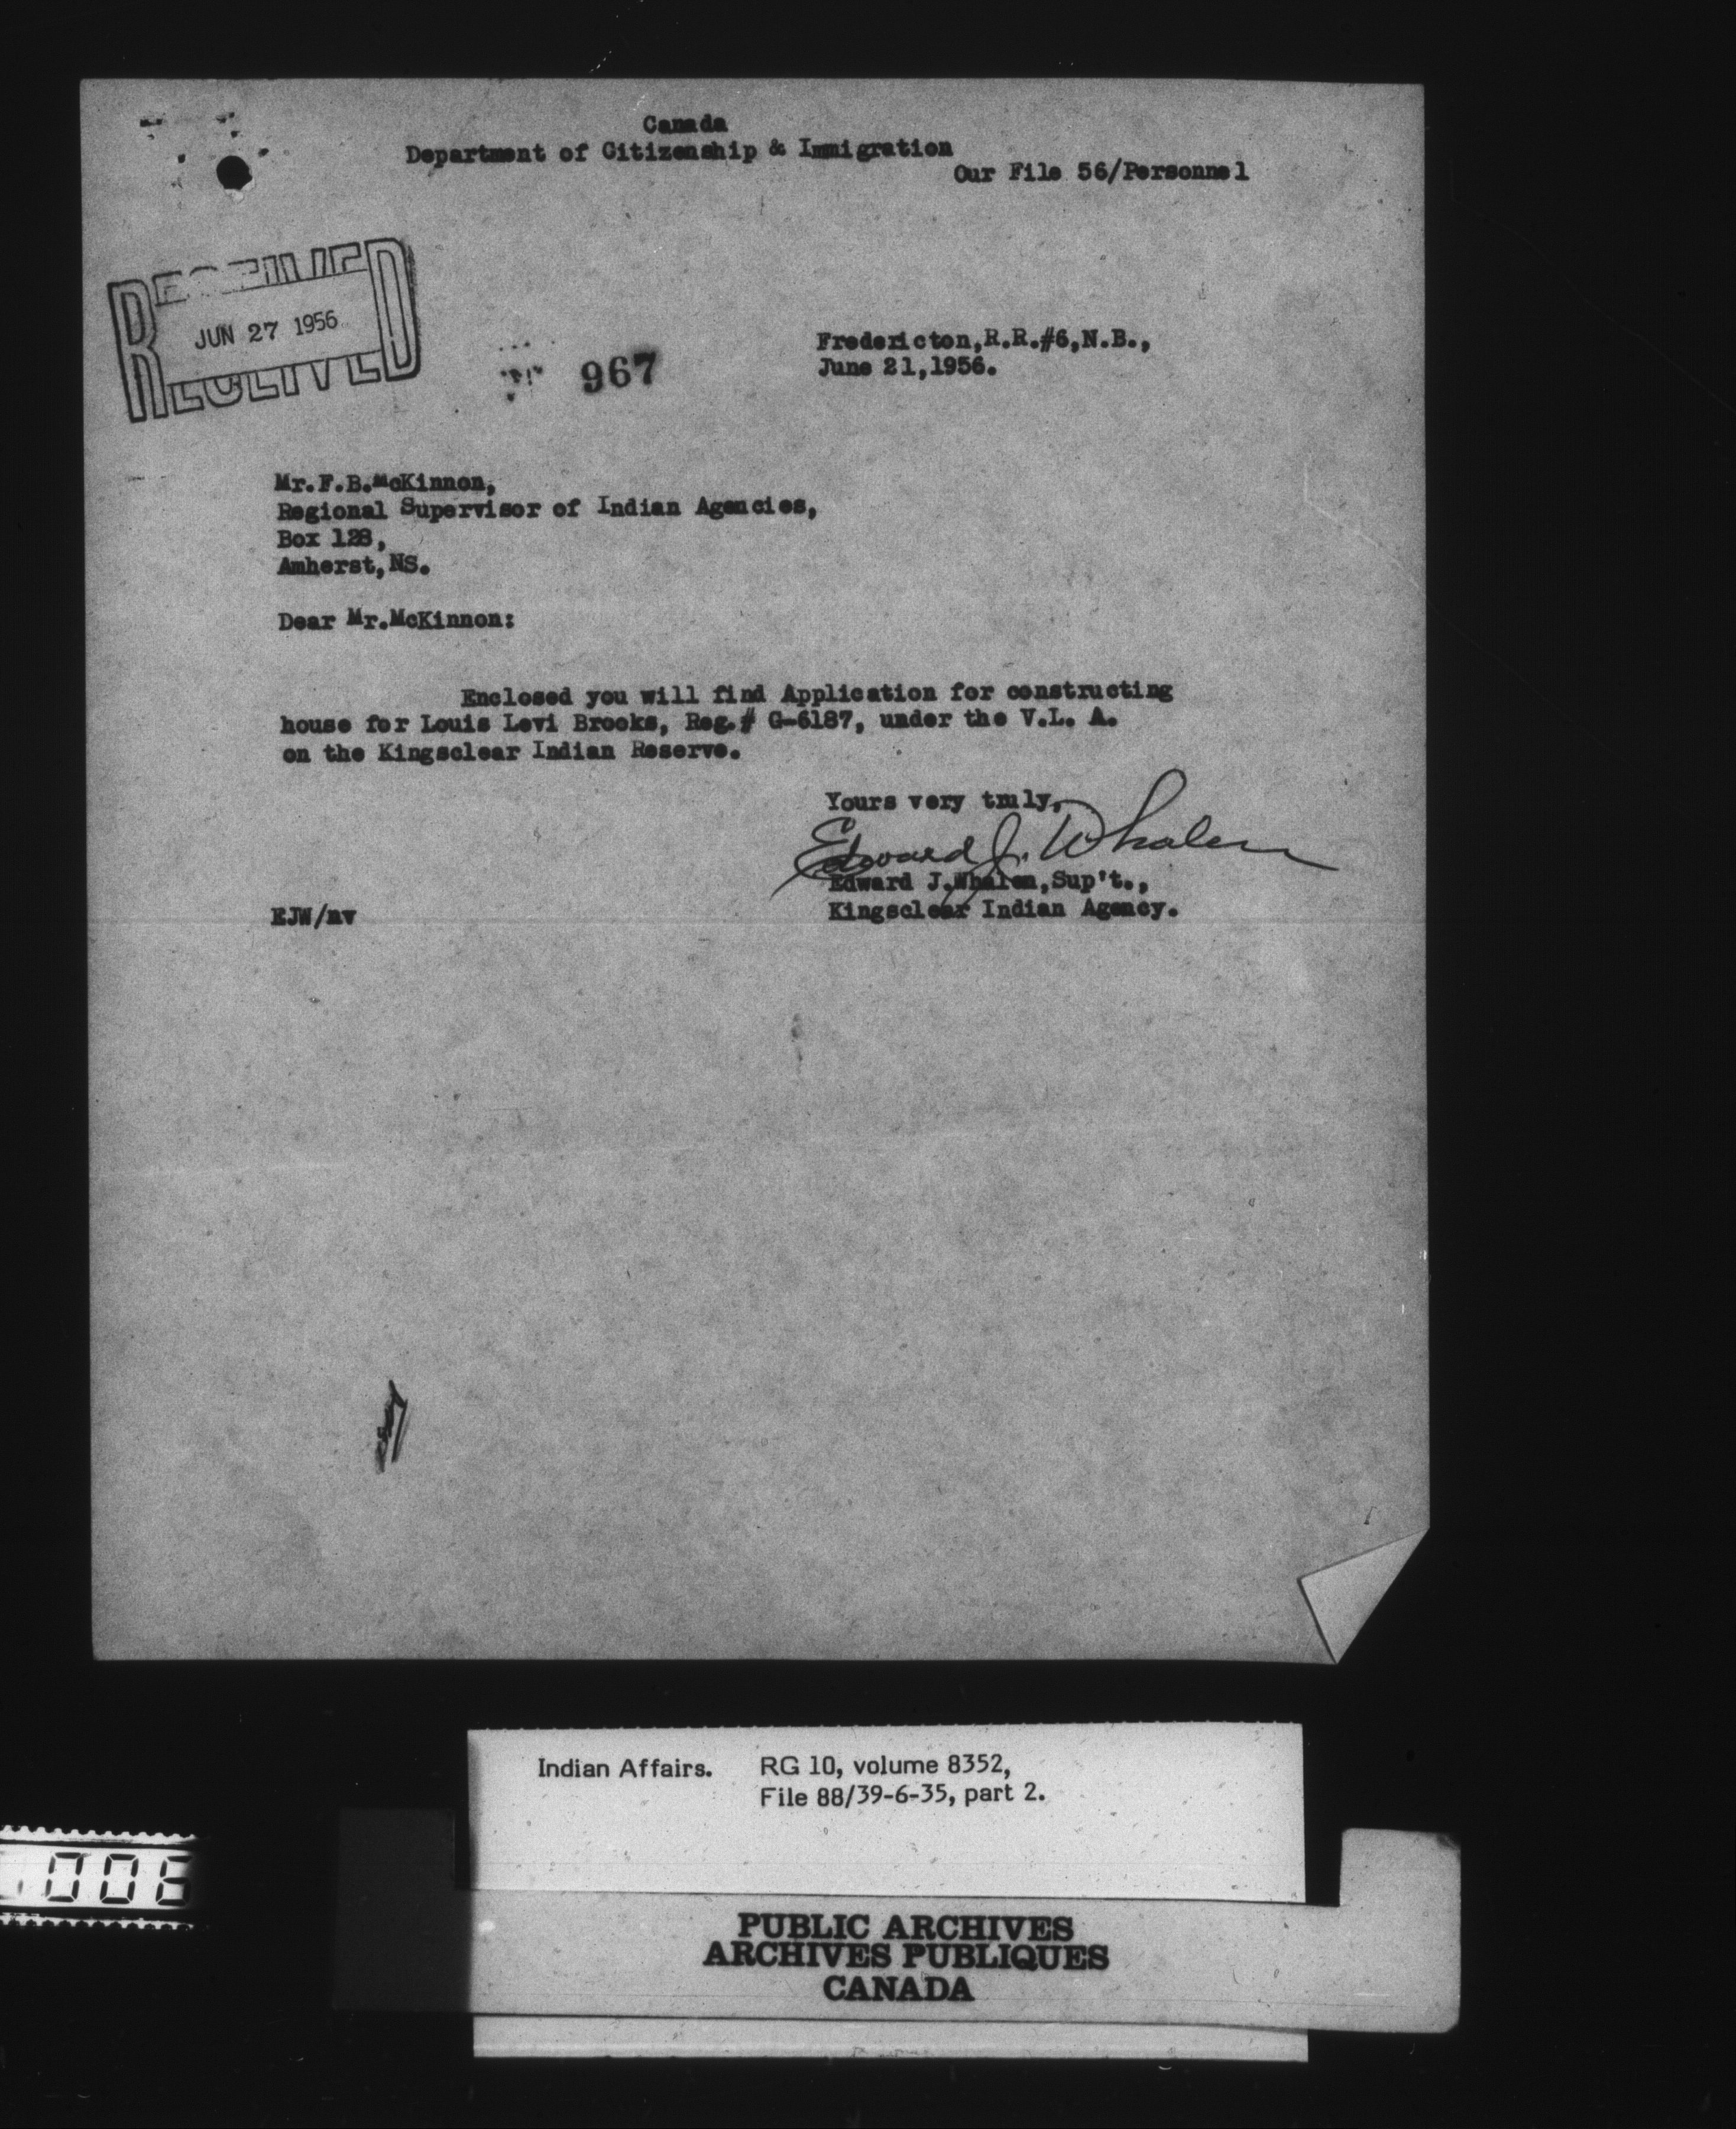 Canada
Department of Citizenship & Immigration
Our File 56/Personnel
RECEIVED
JUN 27 1956
RECEIVED
967
Fredericton,R.R.#6,N.B.,
June 21,1956.
Mr.F.B.McKinnon,
Regional Supervisor of Indian Agencies,
Box 128,
Amherst,NS.
Dear Mr.McKinnon:
Enclosed you will find Application for constructing
house for Louis Levi Brooks, Reg.# G-6187, under the V.L. A.
on the Kingsclear Indian Reserve.
Yours very truly,
Edward J. Whalen
Edward J.Whalen,Sup't.,
Kingsclear Indian Agency.
EJW/nv
Indian Affairs. RG 10, volume 8352,
File 88/39-6-35, part 2.
PUBLIC ARCHIVES
ARCHIVES PUBLIQUES
CANADA